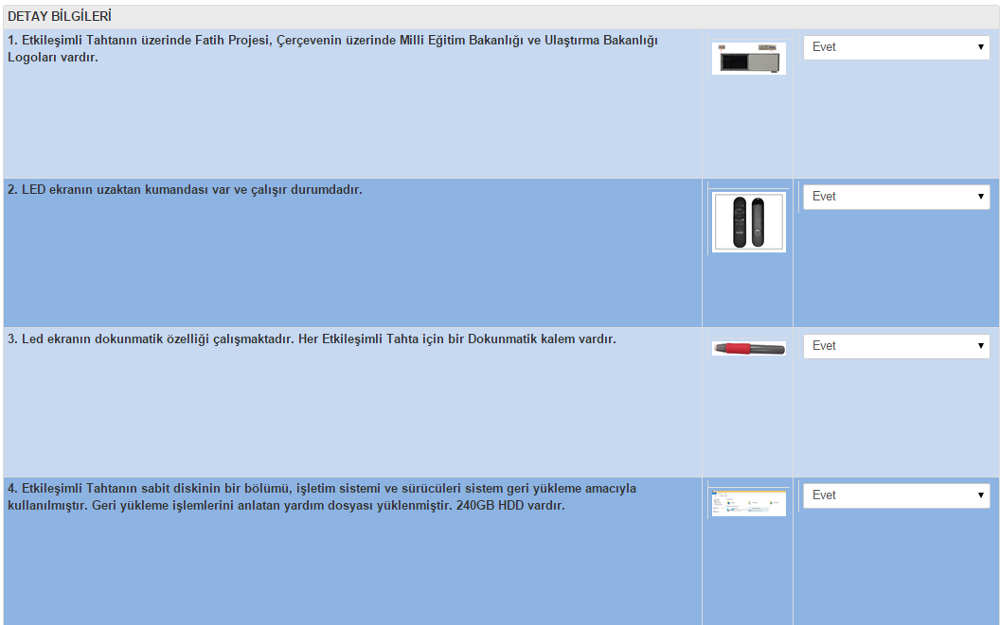 DETAY BİLGİLERİ
1. Etkileşimli Tahtanın üzerinde Fatih Projesi, Çerçevenin üzerinde Milli Eğitim Bakanlığı ve Ulaştırma Bakanlığı
Logoları vardır.
Evet
2. LED ekranın uzaktan kumandası var ve çalışır durumdadır.
Evet
3. Led ekranın dokunmatik özelliği çalışmaktadır. Her Etkileşimli Tahta için bir Dokunmatik kalem vardır.
Evet
4. Etkileşimli Tahtanın sabit diskinin bir bölümü, işletim sistemi ve sürücüleri sistem geri yükleme amacıyla
kullanılmıştır. Geri yükleme işlemlerini anlatan yardım dosyası yüklenmiştir. 240GB HDD vardır.
Evet